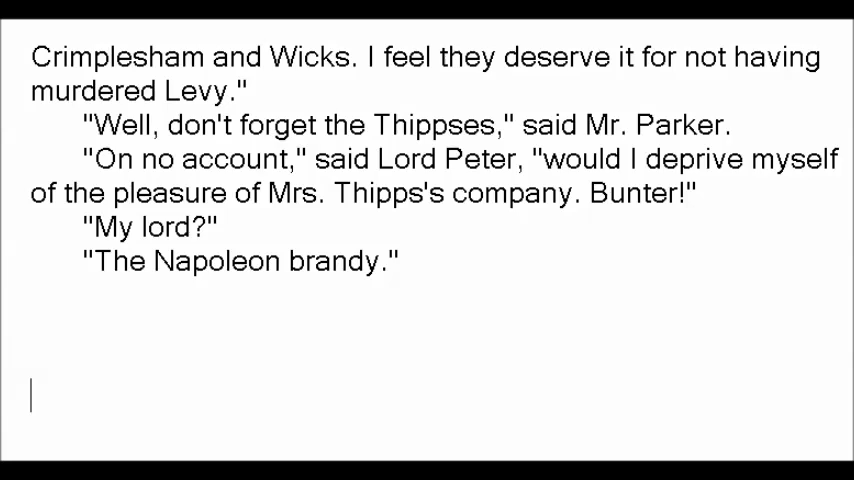 Crimplesham and Wicks. I feel they deserve it for not having
murdered Levy."
"Well, don't forget the Thippses," said Mr. Parker.
"On no account," said Lord Peter, "would I deprive myself
of the pleasure of Mrs. Thipps's company. Bunter!"
"My lord?"
"The Napoleon brandy."